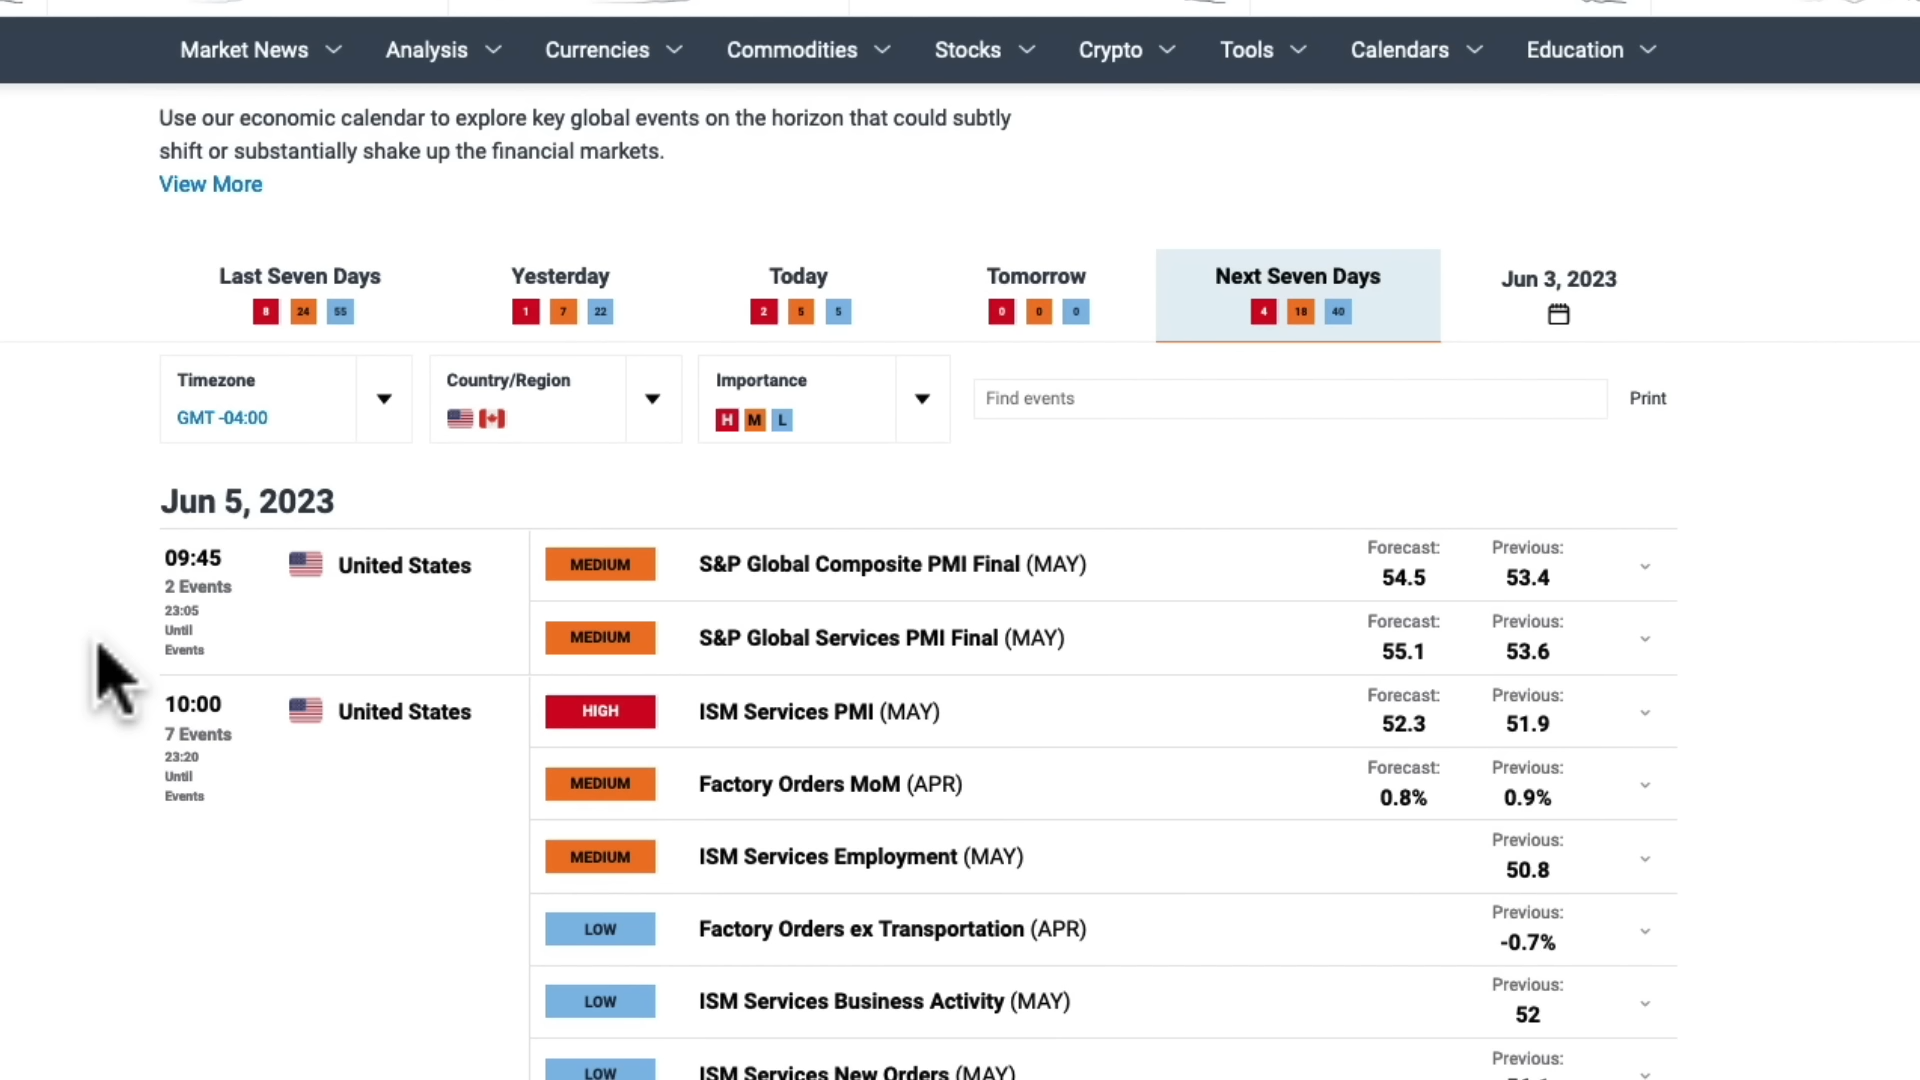 Market News Analysis Currencies Commodities Stocks Crypto Tools Calendars Education
Use our economic calendar to explore key global events on the horizon that could subtly
shift or substantially shake up the financial markets.
View More
Last Seven Days Yesterday Today Tomorrow Next Seven Days Jun 3, 2023
8 24 55 1 7 22 2 5 5 0 0 0 4 18 40
Timezone Country/Region Importance
GMT -04:00 H M L Find events Print
Jun 5, 2023
09:45 United States MEDIUM S&P Global Composite PMI Final (MAY) Forecast: 54.5 Previous: 53.4
2 Events
23:05
Until
Events
MEDIUM S&P Global Services PMI Final (MAY) Forecast: 55.1 Previous: 53.6
10:00 United States HIGH ISM Services PMI (MAY) Forecast: 52.3 Previous: 51.9
7 Events
23:20
Until
Events
MEDIUM Factory Orders MoM (APR) Forecast: 0.8% Previous: 0.9%
MEDIUM ISM Services Employment (MAY) Previous: 50.8
LOW Factory Orders ex Transportation (APR) Previous: -0.7%
LOW ISM Services Business Activity (MAY) Previous: 52
LOW ISM Services New Orders (MAY) Previous: